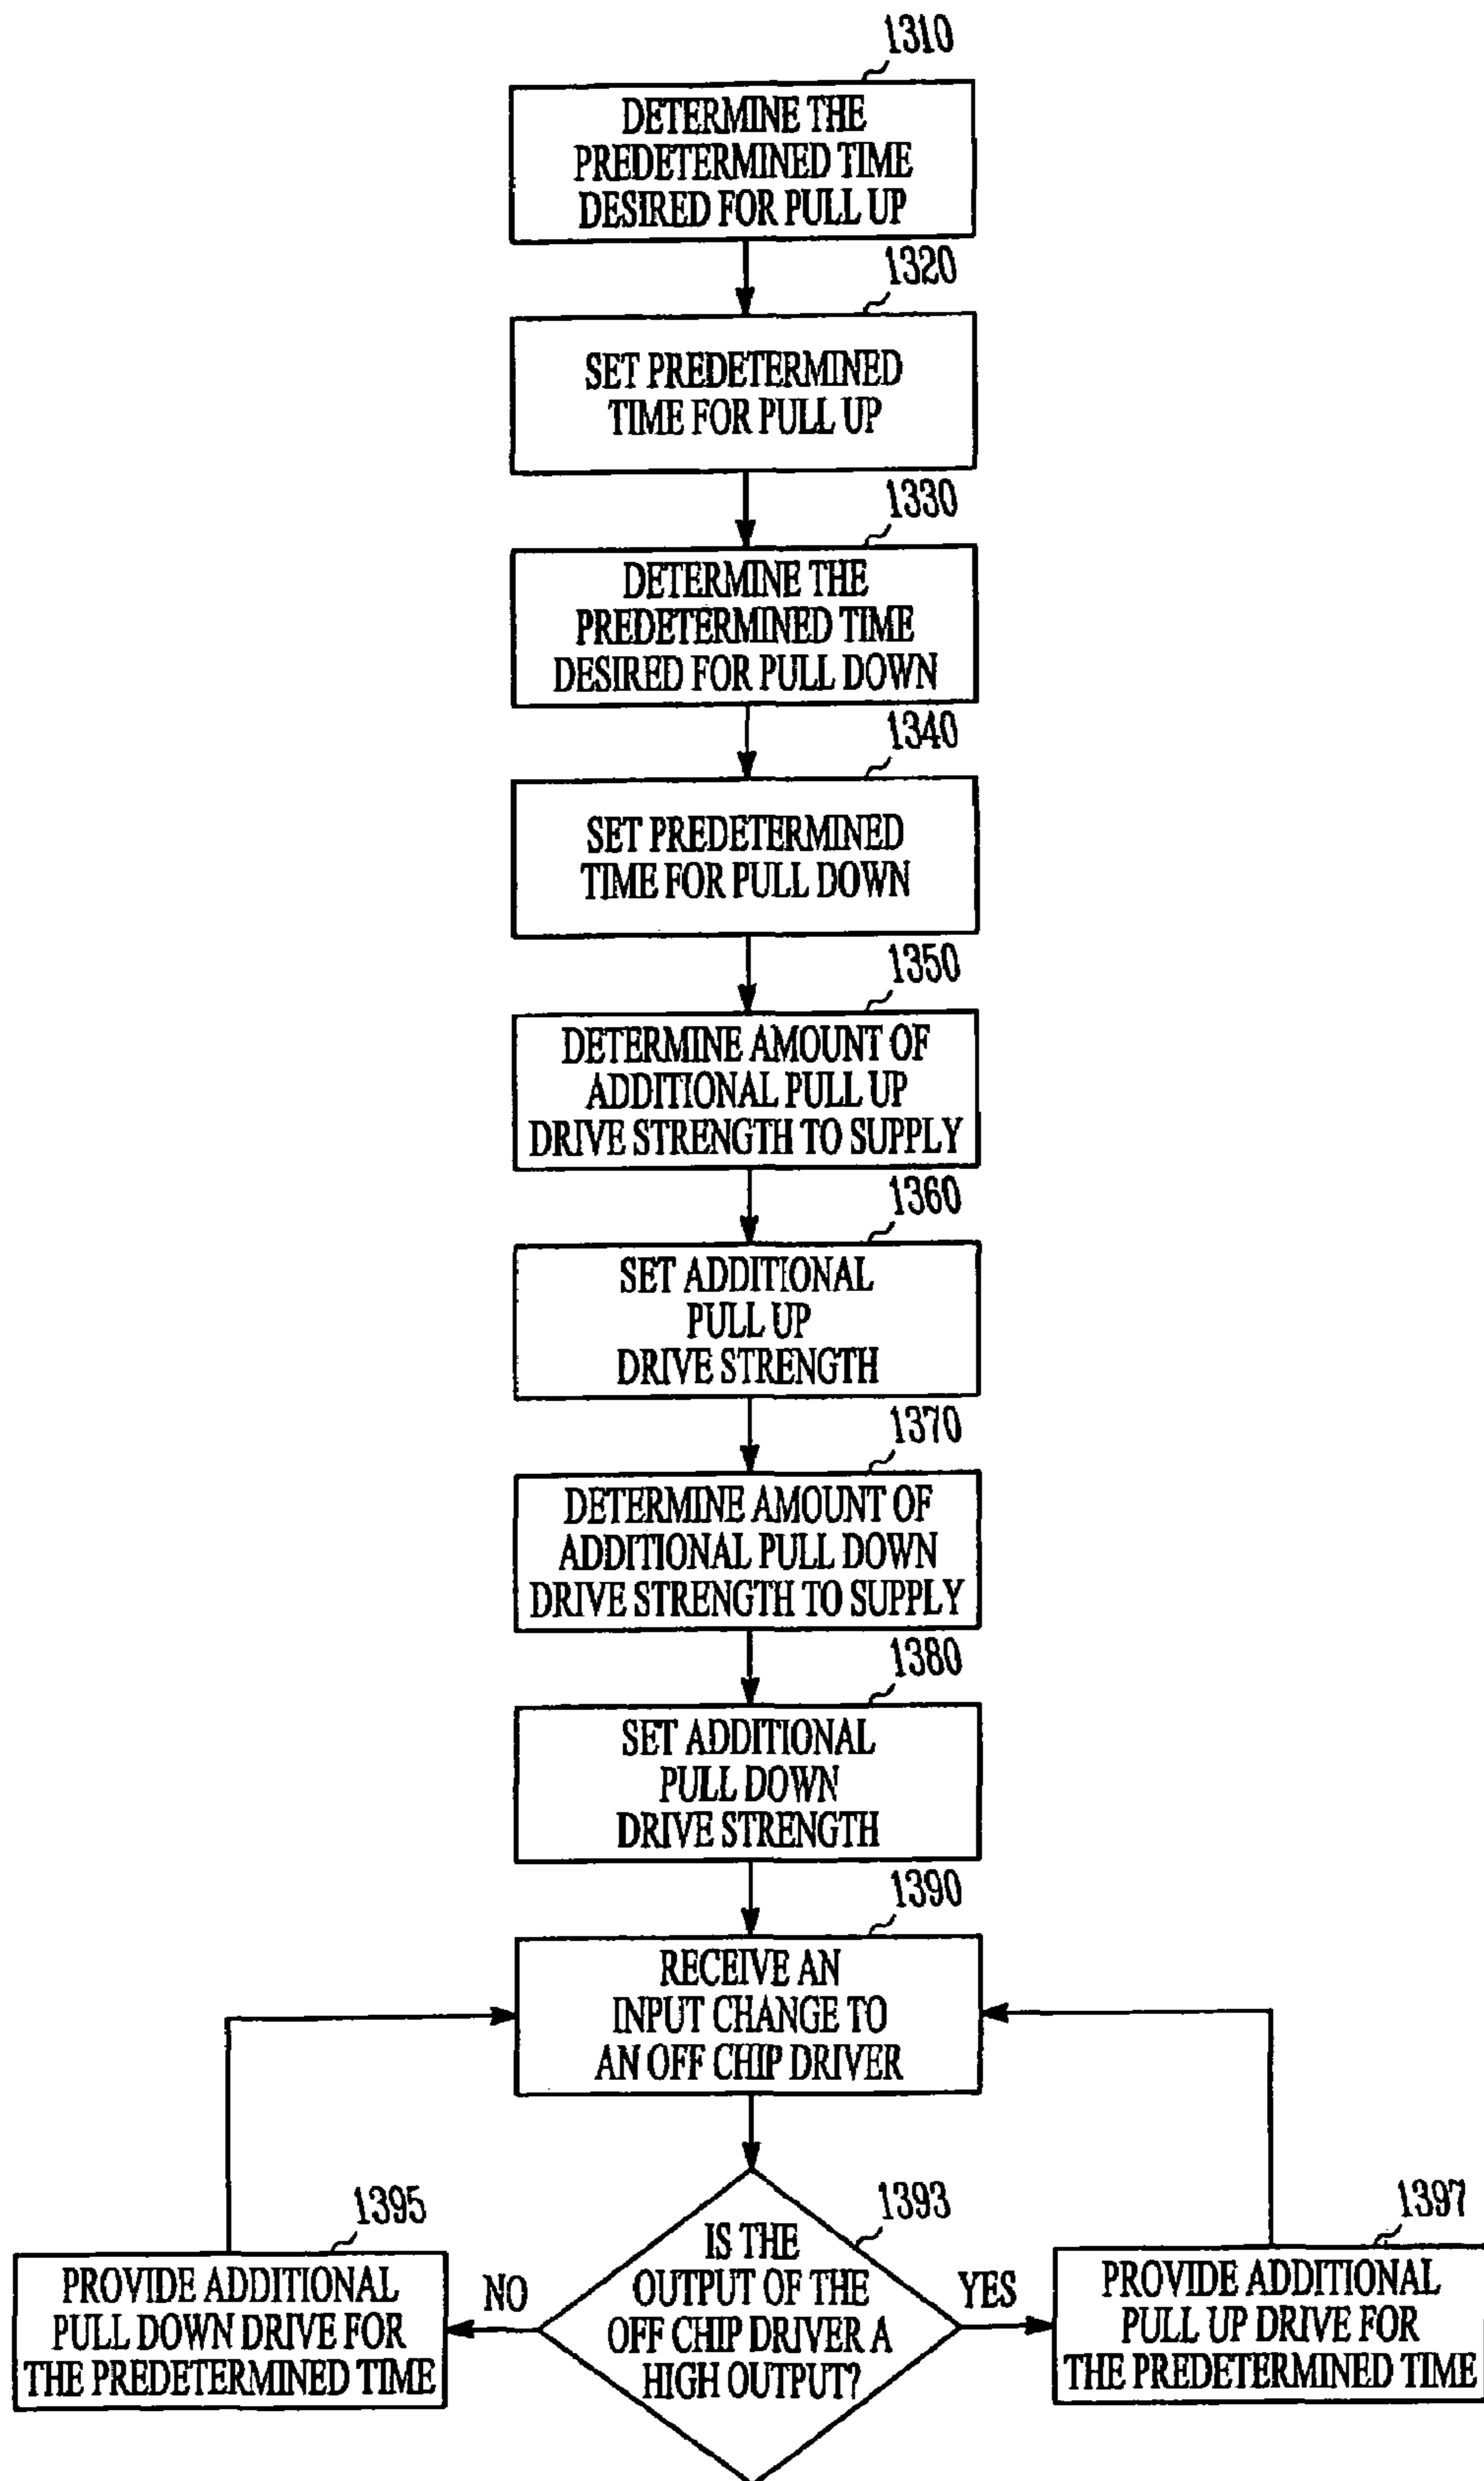 1310
DETERMINE THE
PREDETERMINED TIME
DESIRED FOR PULL UP
1320
SET PREDETERMINED
TIME FOR PULL UP
1330
DETERMINE THE
PREDETERMINED TIME
DESIRED FOR PULL DOWN
1340
SET PREDETERMINED
TIME FOR PULL DOWN
1350
DETERMINE AMOUNT OF
ADDITIONAL PULL UP
DRIVE STRENGTH TO SUPPLY
1360
SET ADDITIONAL
PULL UP
DRIVE STRENGTH
1370
DETERMINE AMOUNT OF
ADDITIONAL PULL DOWN
DRIVE STRENGTH TO SUPPLY
1380
SET ADDITIONAL
PULL DOWN
DRIVE STRENGTH
1390
RECEIVE AN
INPUT CHANGE TO
AN OFF CHIP DRIVER
1393
IS THE
OUTPUT OF THE
OFF CHIP DRIVER A
HIGH OUTPUT?
NO
YES
1395
PROVIDE ADDITIONAL
PULL DOWN DRIVE FOR
THE PREDETERMINED TIME
1397
PROVIDE ADDITIONAL
PULL UP DRIVE FOR
THE PREDETERMINED TIME